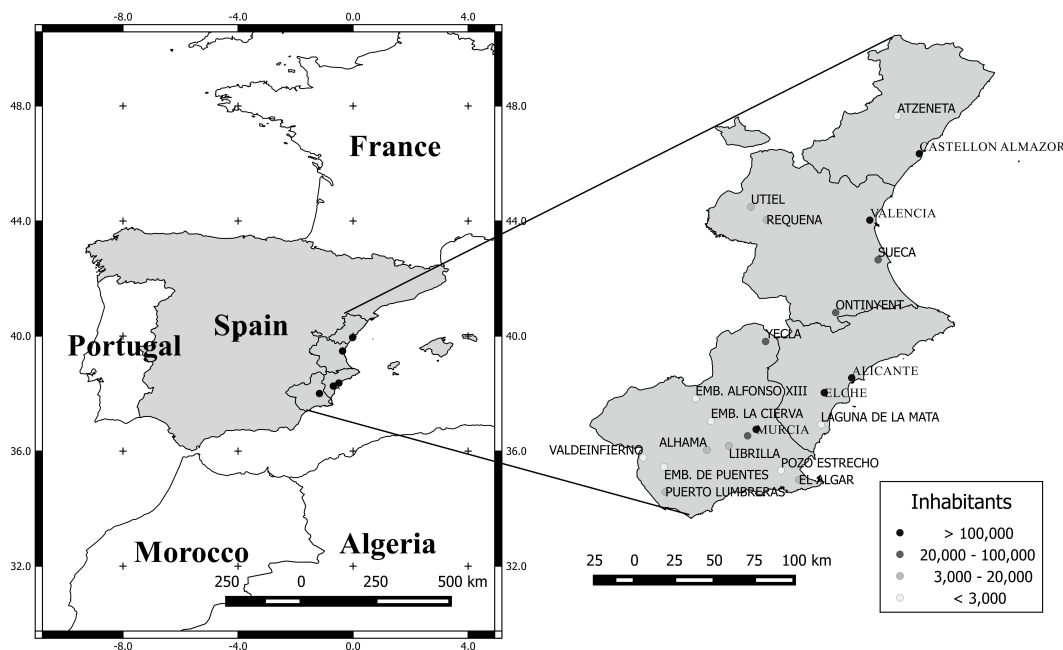 -8.0 -4.0 0.0 4.0
48.0 48.0
France
44.0 44.0
40.0 40.0
Spain
Portugal
36.0 36.0
Morocco
Algeria
32.0 32.0
250 0 250 500 km
-8.0 -4.0 0.0 4.0
ATZENETA
CASTELLON ALMAZOR
UTIEL
REQUENA
VALENCIA
SUECA
ONTINYENT
YECLA
ALICANTE
EMB. ALFONSO XIII
ELCHE
EMB. LA CIERVA
LAGUNA DE LA MATA
MURCIA
ALHAMA
VALDEINFIERNO
LIBRILLA
POZO ESTRECHO
EMB. DE PUENTES
EL ALGAR
PUERTO LUMBRERAS
25 0 25 50 100 km
Inhabitants
> 100,000
20,000 - 100,000
3,000 - 20,000
< 3,000